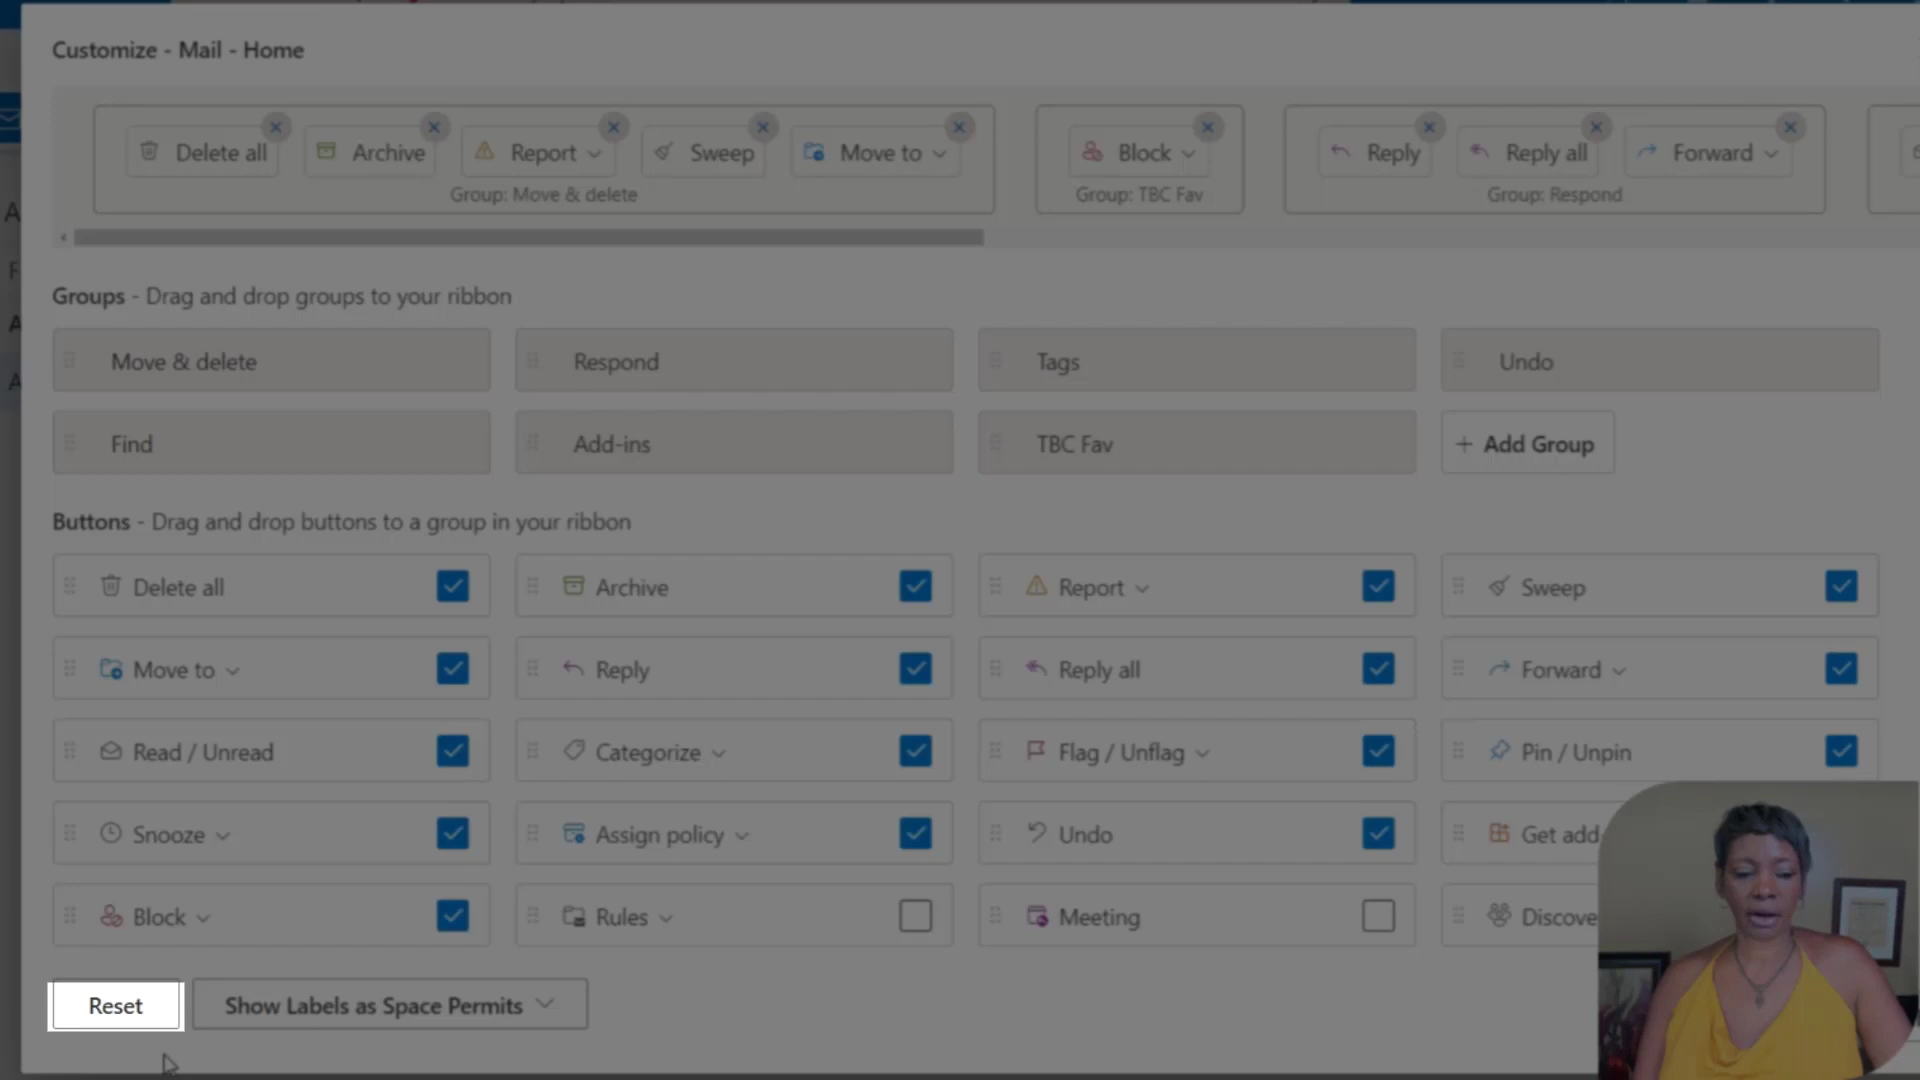 Customize - Mail - Home
Delete all Archive Report Sweep Move to Block Reply Reply all Forward
Group: Move & delete Group: TBC Fav Group: Respond
Groups - Drag and drop groups to your ribbon
Move & delete Respond Tags Undo
Find Add-ins TBC Fav + Add Group
Buttons - Drag and drop buttons to a group in your ribbon
Delete all Archive Report Sweep
Move to Reply Reply all Forward
Read / Unread Categorize Flag / Unflag Pin / Unpin
Snooze Assign policy Undo Get add
Block Rules Meeting Discove
Reset Show Labels as Space Permits